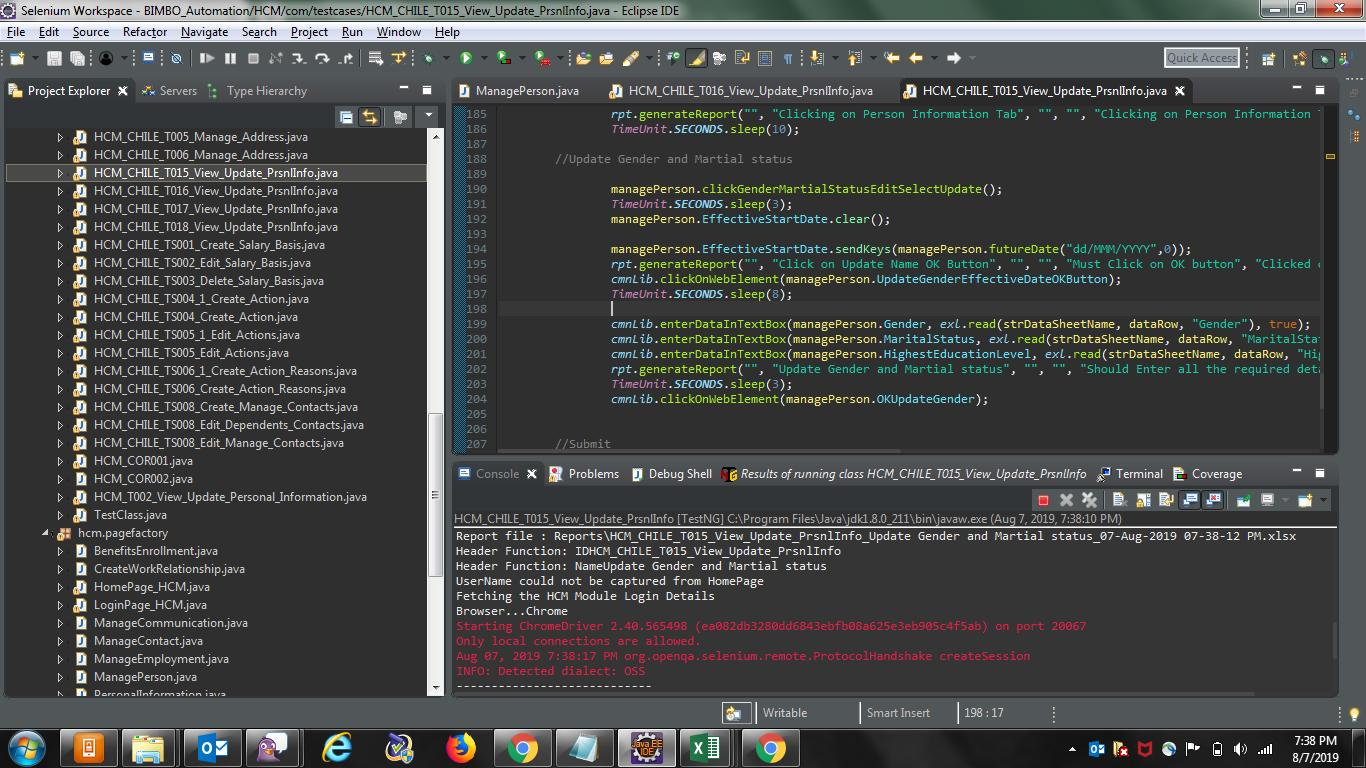 Selenium Workspace - BIMBO_Automation/HCM/com/testcases/HCM_CHILE_T015_View_Update_PrsnlInfo.java - Eclipse IDE
File Edit Source Refactor Navigate Search Project Run Window Help
Quick Access
Project Explorer Servers Type Hierarchy
HCM_CHILE_T005_Manage_Address.java
HCM_CHILE_T006_Manage_Address.java
HCM_CHILE_T015_View_Update_PrsnlInfo.java
HCM_CHILE_T016_View_Update_PrsnlInfo.java
HCM_CHILE_T017_View_Update_PrsnlInfo.java
HCM_CHILE_T018_View_Update_PrsnlInfo.java
HCM_CHILE_TS001_Create_Salary_Basis.java
HCM_CHILE_TS002_Edit_Salary_Basis.java
HCM_CHILE_TS003_Delete_Salary_Basis.java
HCM_CHILE_TS004_1_Create_Action.java
HCM_CHILE_TS004_Create_Action.java
HCM_CHILE_TS005_1_Edit_Actions.java
HCM_CHILE_TS005_Edit_Actions.java
HCM_CHILE_TS006_1_Create_Action_Reasons.java
HCM_CHILE_TS006_Create_Action_Reasons.java
HCM_CHILE_TS008_Create_Manage_Contacts.java
HCM_CHILE_TS008_Edit_Dependents_Contacts.java
HCM_CHILE_TS008_Edit_Manage_Contacts.java
HCM_COR001.java
HCM_COR002.java
HCM_T002_View_Update_Personal_Information.java
TestClass.java
hcm.pagefactory
BenefitsEnrollment.java
CreateWorkRelationship.java
HomePage_HCM.java
LoginPage_HCM.java
ManageCommunication.java
ManageContact.java
ManageEmployment.java
ManagePerson.java
PersonalInformation.java
ManagePerson.java HCM_CHILE_T016_View_Update_PrsnlInfo.java HCM_CHILE_T015_View_Update_PrsnlInfo.java
185 rpt.generateReport("", "Clicking on Person Information Tab", "", "", "Clicking on Person Information
186 TimeUnit.SECONDS.sleep(10);
187
188 //Update Gender and Martial status
189
190 managePerson.clickGenderMartialStatusEditSelectUpdate();
191 TimeUnit.SECONDS.sleep(3);
192 managePerson.EffectiveStartDate.clear();
193
194 managePerson.EffectiveStartDate.sendKeys(managePerson.futureDate("dd/MMM/YYYY",0));
195 rpt.generateReport("", "Click on Update Name OK Button", "", "", "Must Click on OK button", "Clicked
196 cmnLib.clickOnWebElement(managePerson.UpdateGenderEffectiveDateOKButton);
197 TimeUnit.SECONDS.sleep(8);
198
199 cmnLib.enterDataInTextBox(managePerson.Gender, exl.read(strDataSheetName, dataRow, "Gender"), true);
200 cmnLib.enterDataInTextBox(managePerson.MaritalStatus, exl.read(strDataSheetName, dataRow, "MaritalSta
201 cmnLib.enterDataInTextBox(managePerson.HighestEducationLevel, exl.read(strDataSheetName, dataRow, "Hi
202 rpt.generateReport("", "Update Gender and Martial status", "", "", "Should Enter all the required det
203 TimeUnit.SECONDS.sleep(3);
204 cmnLib.clickOnWebElement(managePerson.OKUpdateGender);
205
206
207 //Submit
Console Problems Debug Shell Results of running class HCM_CHILE_T015_View_Update_PrsnlInfo Terminal Coverage
HCM_CHILE_T015_View_Update_PrsnlInfo [TestNG] C:\Program Files\Java\jdk1.8.0_211\bin\javaw.exe (Aug 7, 2019, 7:38:10 PM)
Report file : Reports\HCM_CHILE_T015_View_Update_PrsnlInfo_Update Gender and Martial status_07-Aug-2019 07-38-12 PM.xlsx
Header Function: IDHCM_CHILE_T015_View_Update_PrsnlInfo
Header Function: NameUpdate Gender and Martial status
UserName could not be captured from HomePage
Fetching the HCM Module Login Details
Browser...Chrome
Starting ChromeDriver 2.40.565498 (ea082db3280dd6843ebfb08a625e3eb905c4f5ab) on port 20067
Only local connections are allowed.
Aug 07, 2019 7:38:17 PM org.openqa.selenium.remote.ProtocolHandshake createSession
INFO: Detected dialect: OSS
----------------------------
Writable Smart Insert 198 : 17
Java EE IDE
7:38 PM
8/7/2019